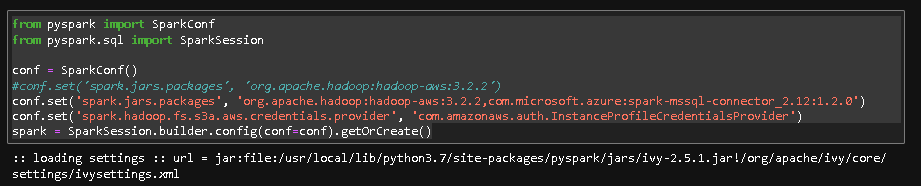 from pyspark import SparkConf
from pyspark.sql import SparkSession
conf = SparkConf()
#conf.set('spark.jars.packages', 'org.apache.hadoop:hadoop-aws:3.2.2')
conf.set('spark.jars.packages', 'org.apache.hadoop:hadoop-aws:3.2.2,com.microsoft.azure:spark-mssql-connector_2.12:1.2.0')
conf.set('spark.hadoop.fs.s3a.aws.credentials.provider', 'com.amazonaws.auth.InstanceProfileCredentialsProvider')
spark = SparkSession.builder.config(conf=conf).getOrCreate()
:: loading settings :: url = jar:file:/usr/local/lib/python3.7/site-packages/pyspark/jars/ivy-2.5.1.jar!/org/apache/ivy/core/
settings/ivysettings.xml